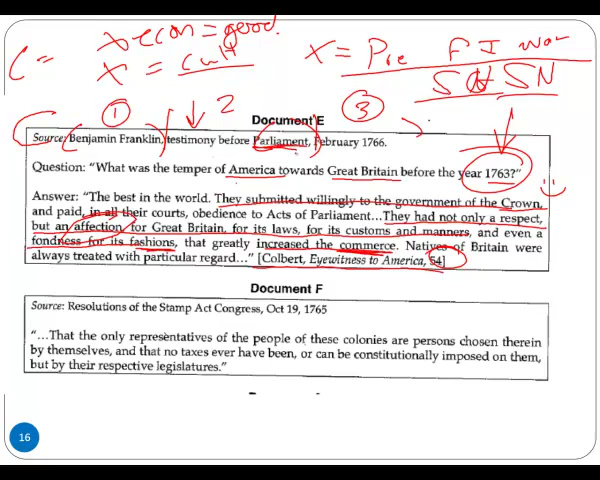 C = x econ = good
x = cult
X = Pre F I war
SN
① 2 ③
Document E
Source: Benjamin Franklin, testimony before Parliament, February 1766.
Question: "What was the temper of America towards Great Britain before the year 1763?"
Answer: "The best in the world. They submitted willingly to the government of the Crown,
and paid, in all their courts, obedience to Acts of Parliament…They had not only a respect,
but an affection, for Great Britain, for its laws, for its customs and manners, and even a
fondness for its fashions, that greatly increased the commerce. Natives of Britain were
always treated with particular regard…" [Colbert, Eyewitness to America, 54]
Document F
Source: Resolutions of the Stamp Act Congress, Oct 19, 1765
"…That the only representatives of the people of these colonies are persons chosen therein
by themselves, and that no taxes ever have been, or can be constitutionally imposed on them,
but by their respective legislatures."
16